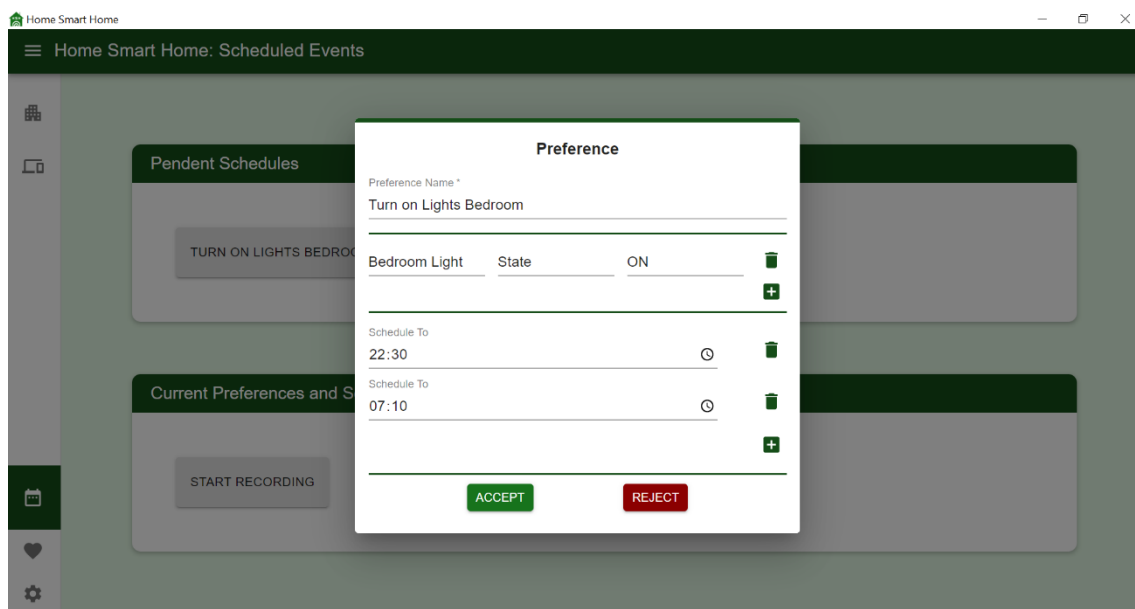 Home Smart Home
Home Smart Home: Scheduled Events
Preference
Pendent Schedules
Preference Name *
Turn on Lights Bedroom
TURN ON LIGHTS BEDROO
Bedroom Light State ON
Schedule To
22:30
Schedule To
07:10
Current Preferences and S
START RECORDING
ACCEPT REJECT